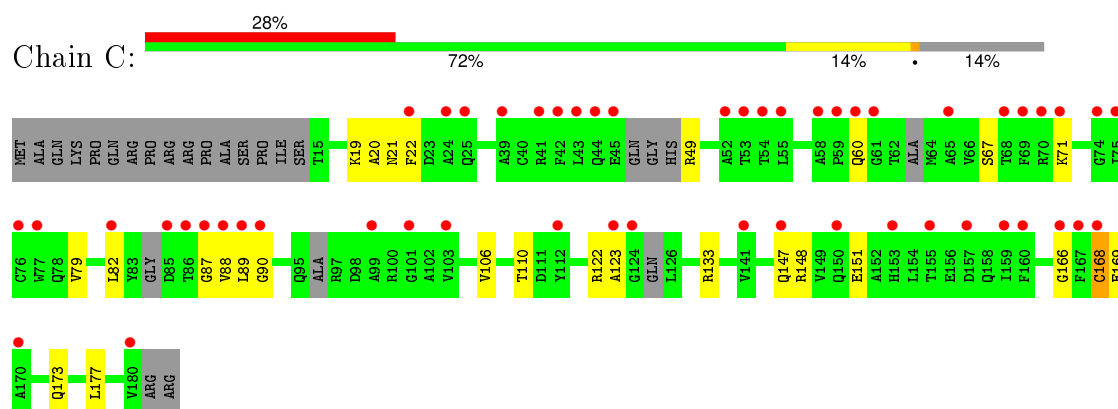 28%
Chain C:
72%
14%
•
14%
MET ALA GLN LYS PRO GLN ARG PRO ARG ARG PRO ALA SER PRO ILE SER T15 K19 A20 N21 F22 D23 A24 Q25 A39 C40 R41 F42 L43 Q44 E45 GLN GLY HIS R49 A52 T53 T54 L55 A58 P59 Q60 G61 T62 ALA M64 A65 V66 S67 T68 F69 R70 K71 G74
C76 W77 Q78 V79 L82 Y83 GLY D85 T86 G87 V88 L89 G90 Q95 ALA R97 D98 A99 R100 G101 A102 V103 V106 T110 D111 Y112 R122 A123 G124 GLN L126 R133 V141 Q147 R148 V149 Q150 E151 A152 H153 L154 T155 E156 D157 Q158 I159 F160 G166 F167 C168
A170 Q173 L177 V180 ARG ARG